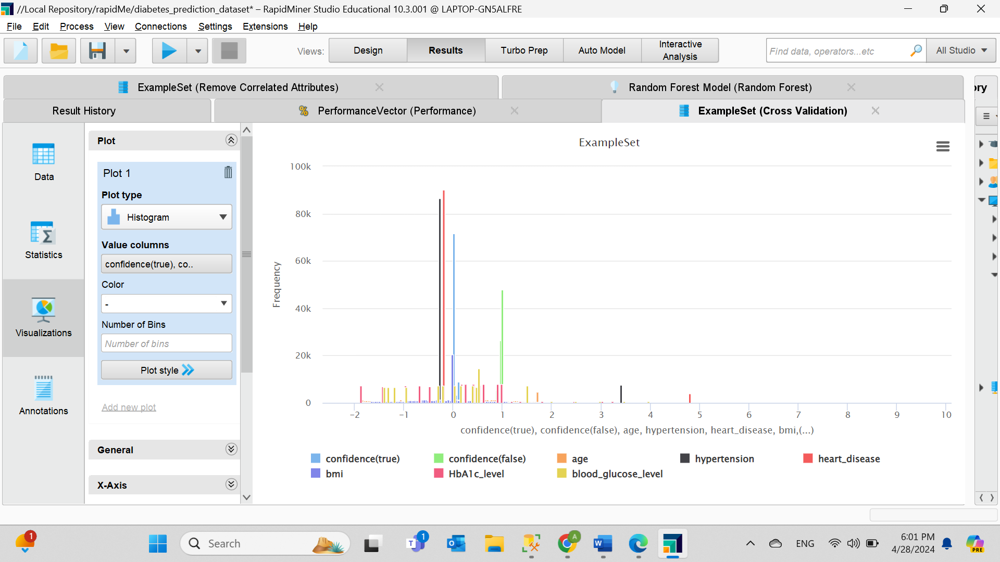 //Local Repository/rapidMe/diabetes_prediction_dataset* – RapidMiner Studio Educational 10.3.001 @ LAPTOP-GN5ALFRE
File Edit Process View Connections Settings Extensions Help
Views: Design Results Turbo Prep Auto Model Interactive Analysis
Find data, operators...etc
All Studio
ExampleSet (Remove Correlated Attributes)
Random Forest Model (Random Forest)
ory
Result History
PerformanceVector (Performance)
ExampleSet (Cross Validation)
Data
Statistics
Visualizations
Annotations
Plot
Plot 1
Plot type
Histogram
Value columns
confidence(true), co..
Color
-
Number of Bins
Number of bins
Plot style
Add new plot
General
X-Axis
ExampleSet
100k
80k
60k
40k
20k
0
Frequency
-2 -1 0 1 2 3 4 5 6 7 8 9 10
confidence(true), confidence(false), age, hypertension, heart_disease, bmi,(...)
confidence(true) confidence(false) age hypertension heart_disease
bmi HbA1c_level blood_glucose_level
1
Search
1
A
ENG
6:01 PM
4/28/2024
PRE